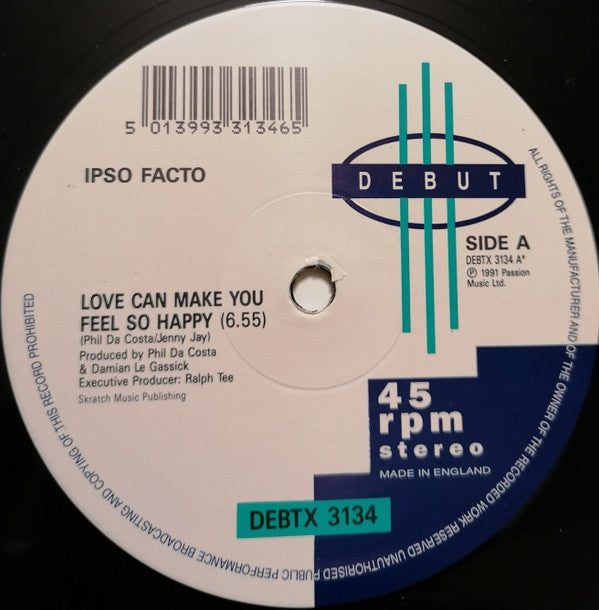 5 013993 313465
IPSO FACTO
DEBUT
SIDE A
DEBTX 3134 A*
℗ 1991 Passion
Music Ltd.
LOVE CAN MAKE YOU
FEEL SO HAPPY (6.55)
(Phil Da Costa/Jenny Jay)
Produced by Phil Da Costa
& Damian Le Gassick
Executive Producer: Ralph Tee
Skratch Music Publishing
45
rpm
stereo
MADE IN ENGLAND
DEBTX 3134
ALL RIGHTS OF THE MANUFACTURER AND OF THE OWNER OF THE RECORDED WORK RESERVED UNAUTHORISED PUBLIC PERFORMANCE BROADCASTING AND COPYING OF THIS RECORD PROHIBITED